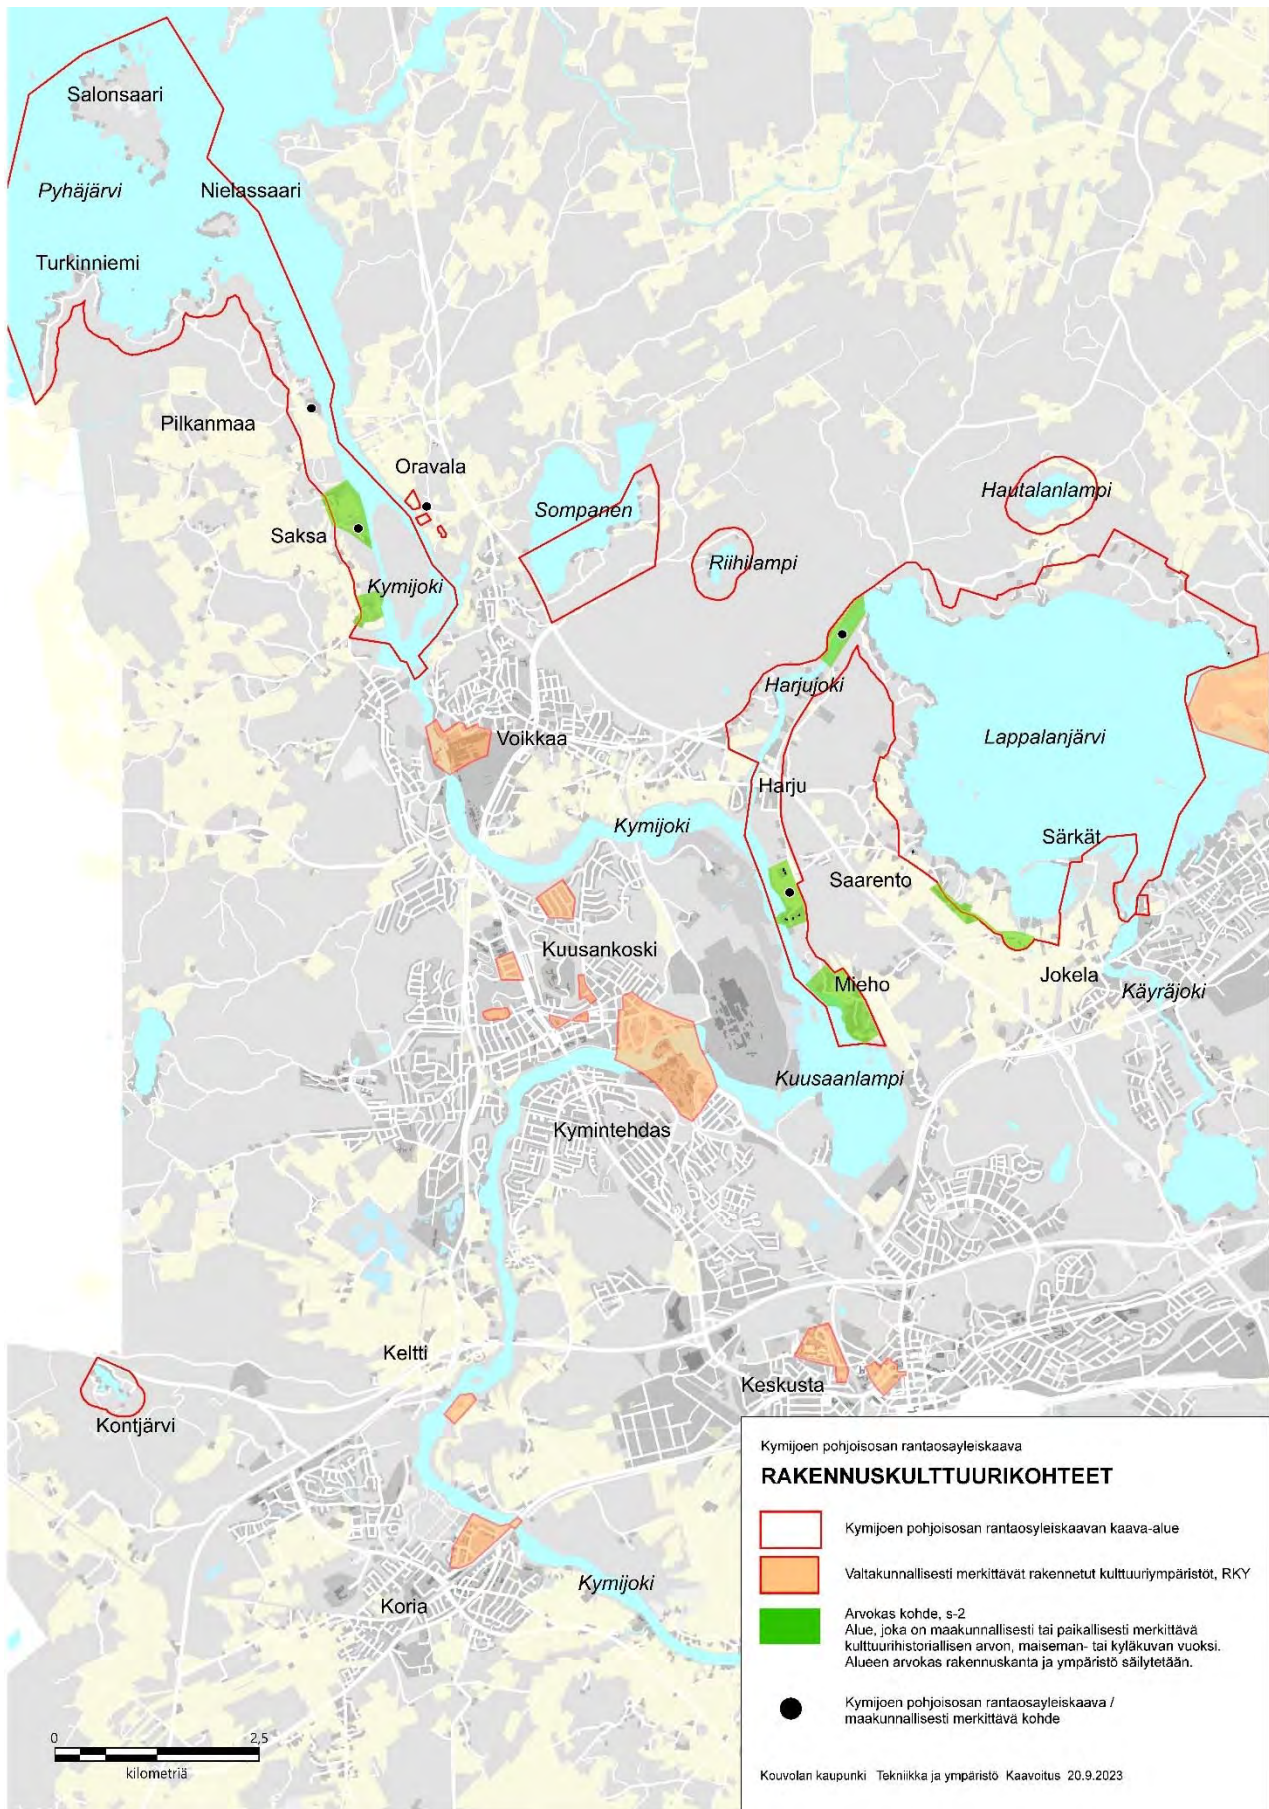 Salonsaari
Pyhäjärvi
Nielassaari
Turkinniemi
Pilkanmaa
Oravala
Sompanen
Hautalanlampi
Saksa
Riihilampi
Kymijoki
Harjujoki
Voikkaa
Lappalanjärvi
Harju
Kymijoki
Särkät
Saarento
Kuusankoski
Mieho
Jokela
Käyräjoki
Kuusaanlampi
Kymintehdas
Keltti
Keskusta
Kontjärvi
Koria
Kymijoki
Kymijoen pohjoisosan rantaosayleiskaava
RAKENNUSKULTTUURIKOHTEET
Kymijoen pohjoisosan rantaosyleiskaavan kaava-alue
Valtakunnallisesti merkittävät rakennetut kulttuuriympäristöt, RKY
Arvokas kohde, s-2
Alue, joka on maakunnallisesti tai paikallisesti merkittävä
kulttuurihistoriallisen arvon, maiseman- tai kyläkuvan vuoksi.
Alueen arvokas rakennuskanta ja ympäristö säilytetään.
Kymijoen pohjoisosan rantaosayleiskaava /
maakunnallisesti merkittävä kohde
Kouvolan kaupunki Tekniikka ja ympäristö Kaavoitus 20.9.2023
0 2,5
kilometriä